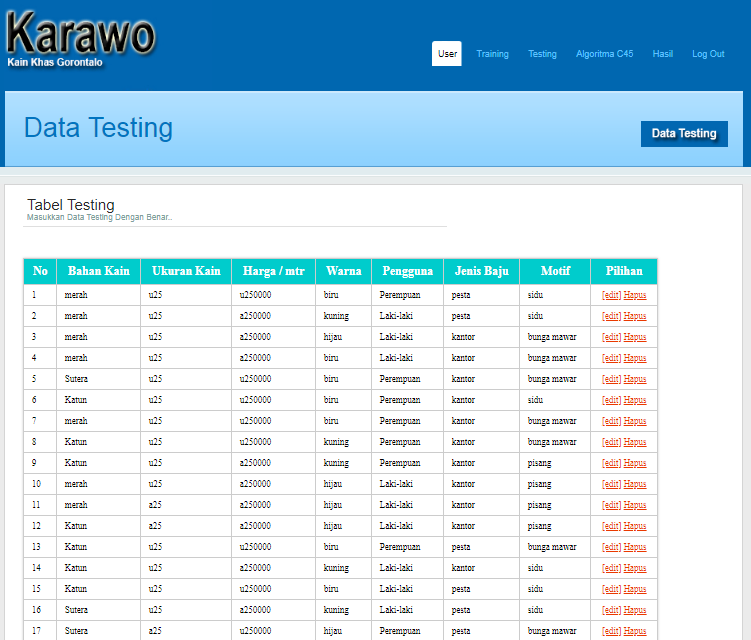 Karawo
Kain Khas Gorontalo
User Training Testing Algoritma C45 Hasil Log Out
Data Testing
Data Testing
Tabel Testing
Masukkan Data Testing Dengan Benar..
No Bahan Kain Ukuran Kain Harga / mtr Warna Pengguna Jenis Baju Motif Pilihan
1 merah u25 u250000 biru Perempuan pesta sidu [edit] Hapus
2 merah u25 a250000 kuning Laki-laki pesta sidu [edit] Hapus
3 merah u25 a250000 hijau Laki-laki kantor bunga mawar [edit] Hapus
4 merah u25 a250000 biru Laki-laki kantor bunga mawar [edit] Hapus
5 Sutera u25 u250000 biru Perempuan kantor bunga mawar [edit] Hapus
6 Katun u25 u250000 biru Perempuan kantor sidu [edit] Hapus
7 merah u25 u250000 biru Perempuan kantor bunga mawar [edit] Hapus
8 Katun u25 u250000 kuning Perempuan kantor bunga mawar [edit] Hapus
9 Katun u25 a250000 kuning Perempuan kantor pisang [edit] Hapus
10 merah u25 a250000 hijau Laki-laki kantor pisang [edit] Hapus
11 merah a25 a250000 hijau Laki-laki kantor pisang [edit] Hapus
12 Katun a25 a250000 hijau Laki-laki kantor pisang [edit] Hapus
13 Katun u25 u250000 biru Perempuan pesta bunga mawar [edit] Hapus
14 Katun u25 a250000 kuning Laki-laki kantor sidu [edit] Hapus
15 Katun u25 u250000 biru Laki-laki pesta sidu [edit] Hapus
16 Sutera u25 a250000 kuning Laki-laki pesta sidu [edit] Hapus
17 Sutera a25 u250000 hijau Perempuan pesta bunga mawar [edit] Hapus